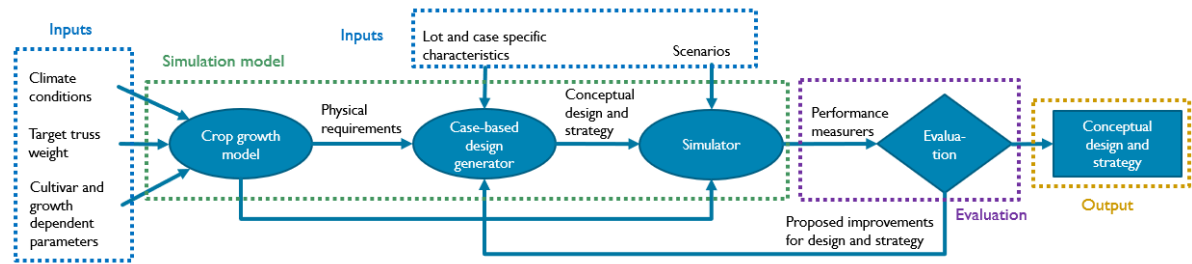 Inputs
Climate
conditions
Target truss
weight
Cultivar and
growth
dependent
parameters
Simulation model
Crop growth
model
Physical
requirements
Inputs
Lot and case specific
characteristics
Scenarios
Case-based
design
generator
Conceptual
design and
strategy
Simulator
Performance
measurers
Evalua-
tion
Evaluation
Proposed improvements
for design and strategy
Conceptual
design and
strategy
Output